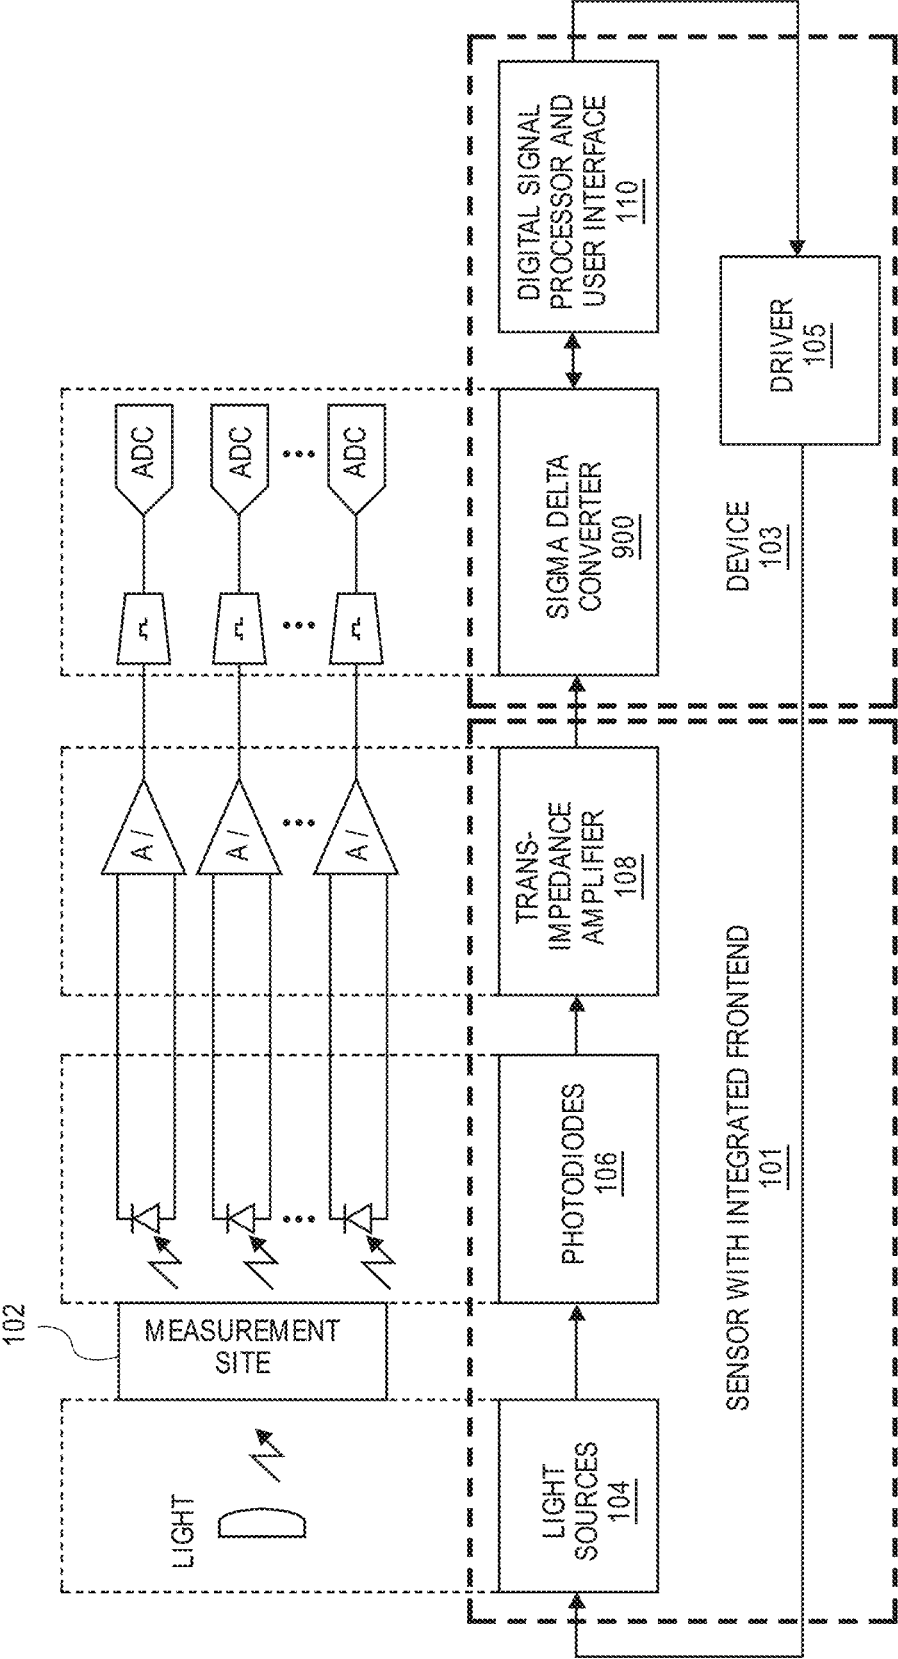 102
LIGHT
MEASUREMENT
SITE
A /
A /
A /
ADC
ADC
ADC
LIGHT
SOURCES
104
PHOTODIODES
106
TRANS-
IMPEDANCE
AMPLIFIER
108
SIGMA DELTA
CONVERTER
900
DIGITAL SIGNAL
PROCESSOR AND
USER INTERFACE
110
SENSOR WITH INTEGRATED FRONTEND
101
DEVICE
103
DRIVER
105